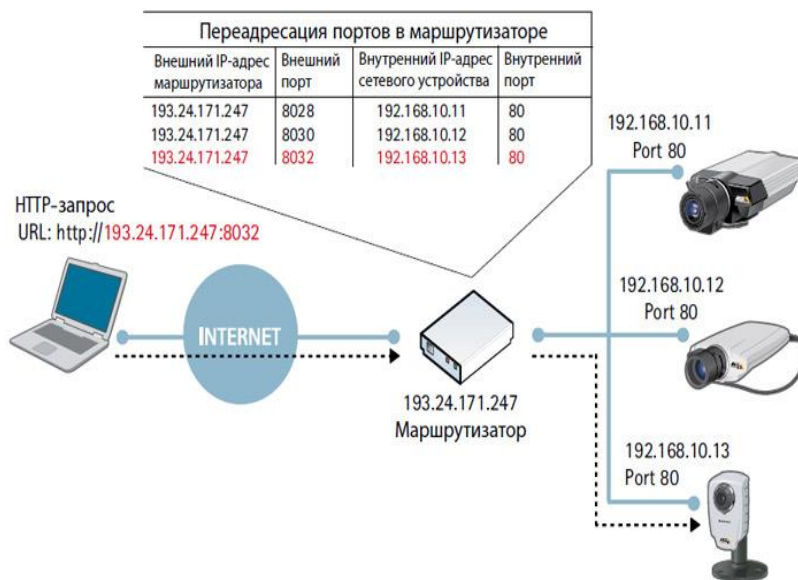 Переадресация портов в маршрутизаторе
Внешний IP-адрес маршрутизатора Внешний порт Внутренний IP-адрес сетевого устройства Внутренний порт
193.24.171.247 8028 192.168.10.11 80
193.24.171.247 8030 192.168.10.12 80
193.24.171.247 8032 192.168.10.13 80
HTTP-запрос
URL: http://193.24.171.247:8032
INTERNET
193.24.171.247
Маршрутизатор
192.168.10.11
Port 80
192.168.10.12
Port 80
192.168.10.13
Port 80